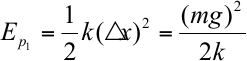 $E_{p_1} = \frac{1}{2} k (\triangle x)^2 = \frac{(mg)^2}{2k}$